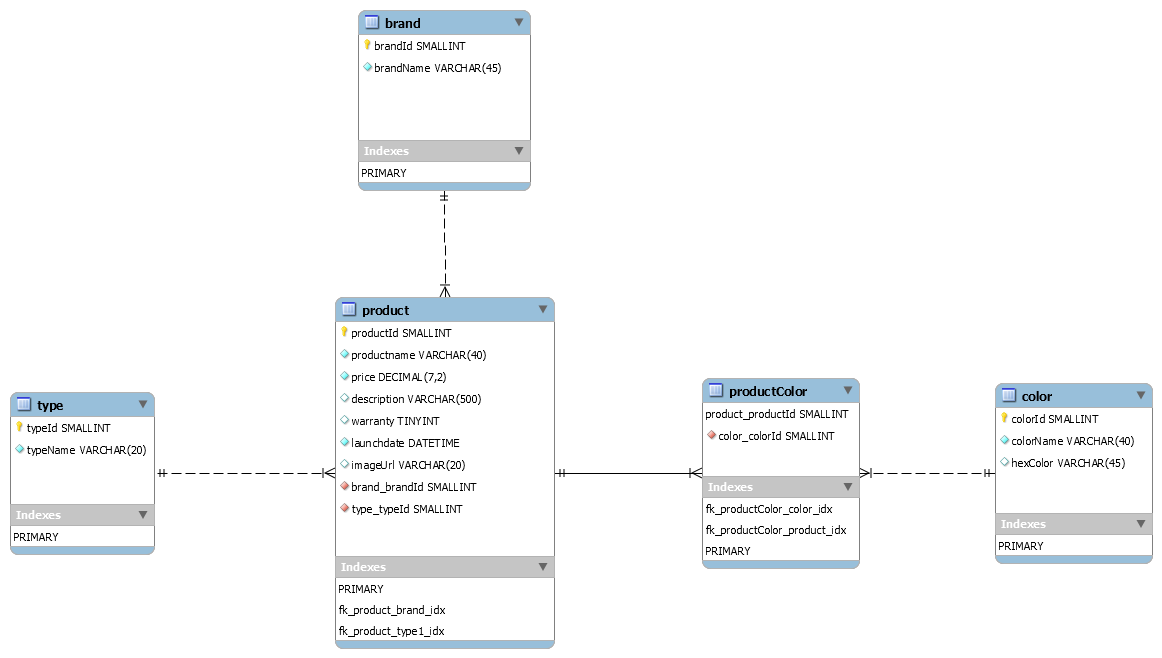 brand
brandId SMALLINT
brandName VARCHAR(45)
Indexes
PRIMARY
product
productId SMALLINT
productname VARCHAR(40)
price DECIMAL(7,2)
description VARCHAR(500)
warranty TINYINT
launchdate DATETIME
imageUrl VARCHAR(20)
brand_brandId SMALLINT
type_typeId SMALLINT
Indexes
PRIMARY
fk_product_brand_idx
fk_product_type1_idx
type
typeId SMALLINT
typeName VARCHAR(20)
Indexes
PRIMARY
productColor
product_productId SMALLINT
color_colorId SMALLINT
Indexes
fk_productColor_color_idx
fk_productColor_product_idx
PRIMARY
color
colorId SMALLINT
colorName VARCHAR(40)
hexColor VARCHAR(45)
Indexes
PRIMARY